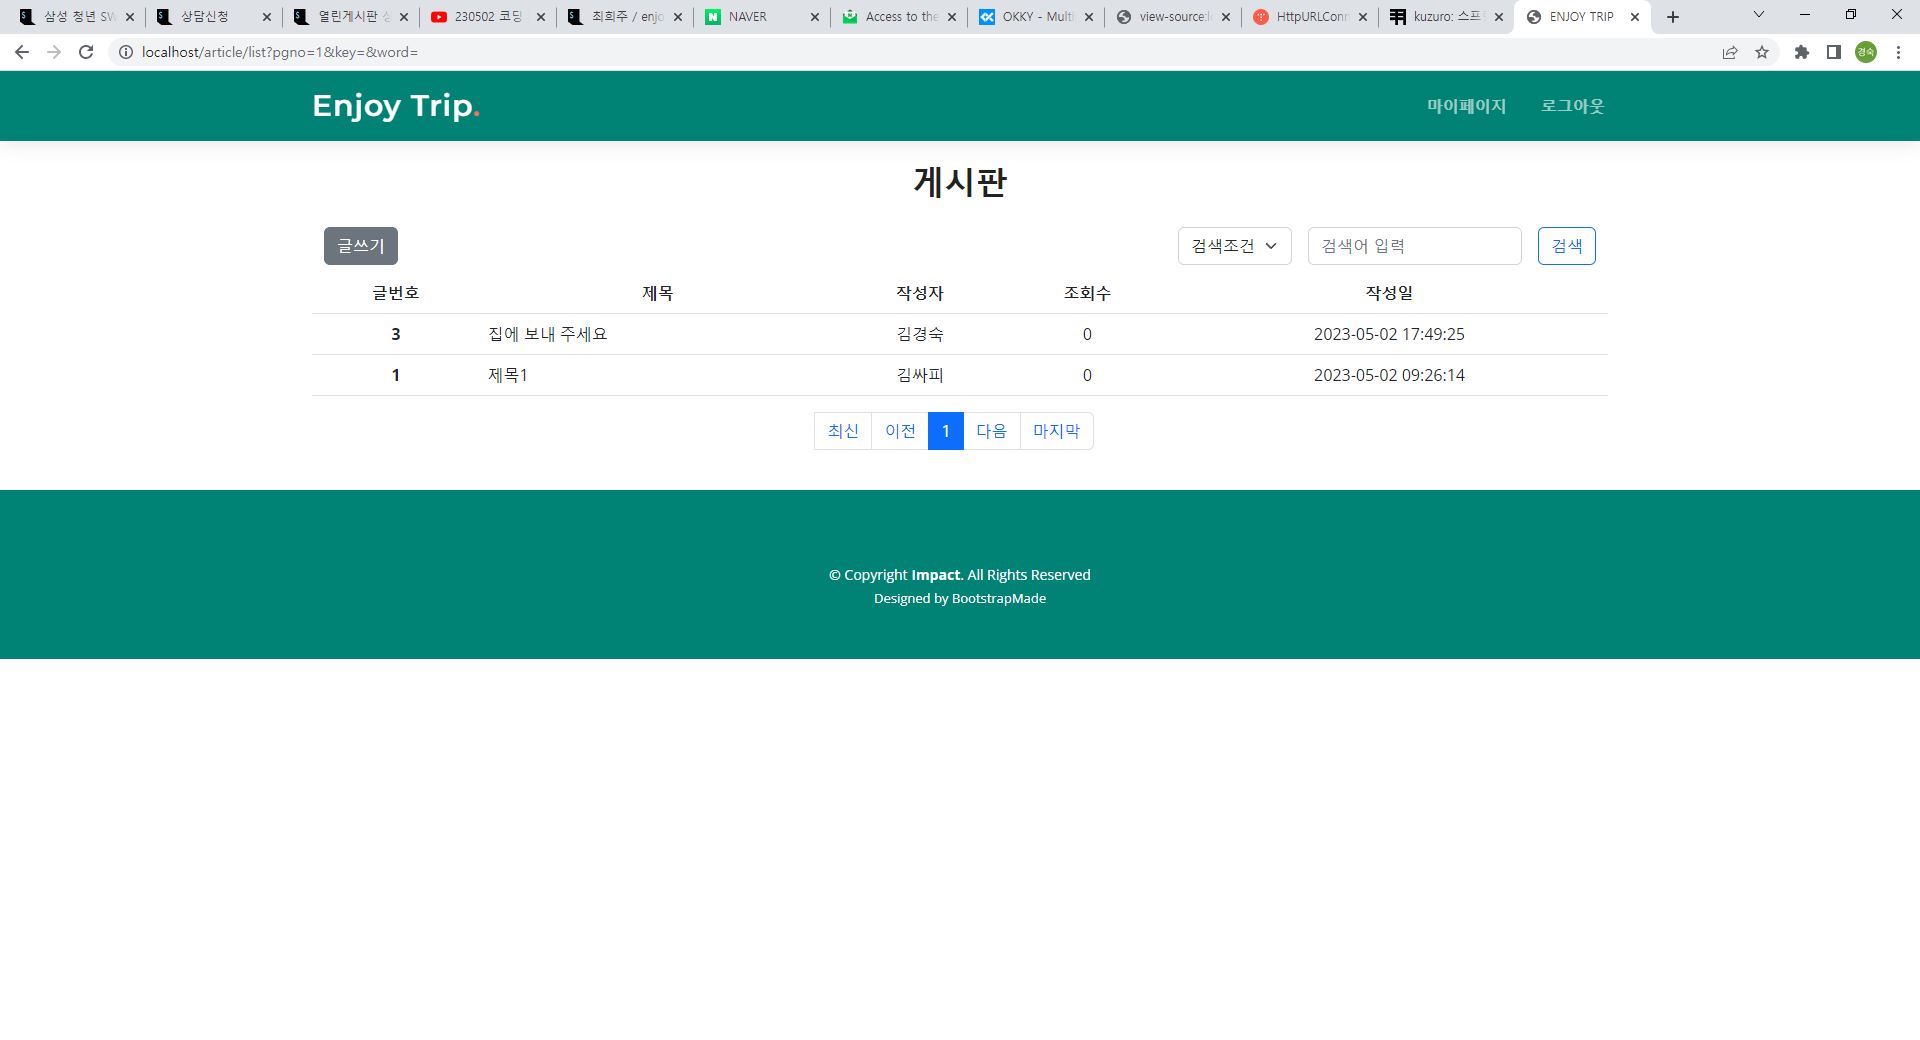 삼성 청년 SW
상담신청
열린게시판
230502 코딩
최희주 / enjo
NAVER
Access to the
OKKY - Multi
view-source:l
HttpURLConn
kuzuro: 스프
ENJOY TRIP
localhost/article/list?pgno=1&key=&word=
경숙
Enjoy Trip.
마이페이지 로그아웃
게시판
글쓰기 검색조건 검색어 입력 검색
글번호 제목 작성자 조회수 작성일
3 집에 보내 주세요 김경숙 0 2023-05-02 17:49:25
1 제목1 김싸피 0 2023-05-02 09:26:14
최신 이전 1 다음 마지막
© Copyright Impact. All Rights Reserved
Designed by BootstrapMade